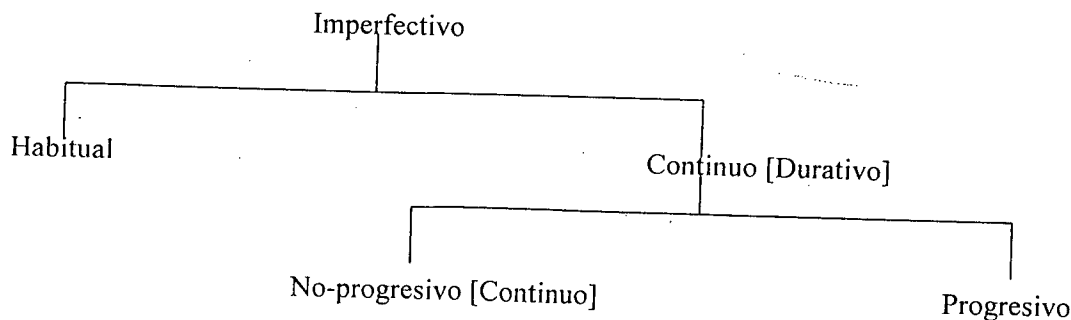 Imperfectivo
Habitual
Continuo [Durativo]
No-progresivo [Continuo]
Progresivo